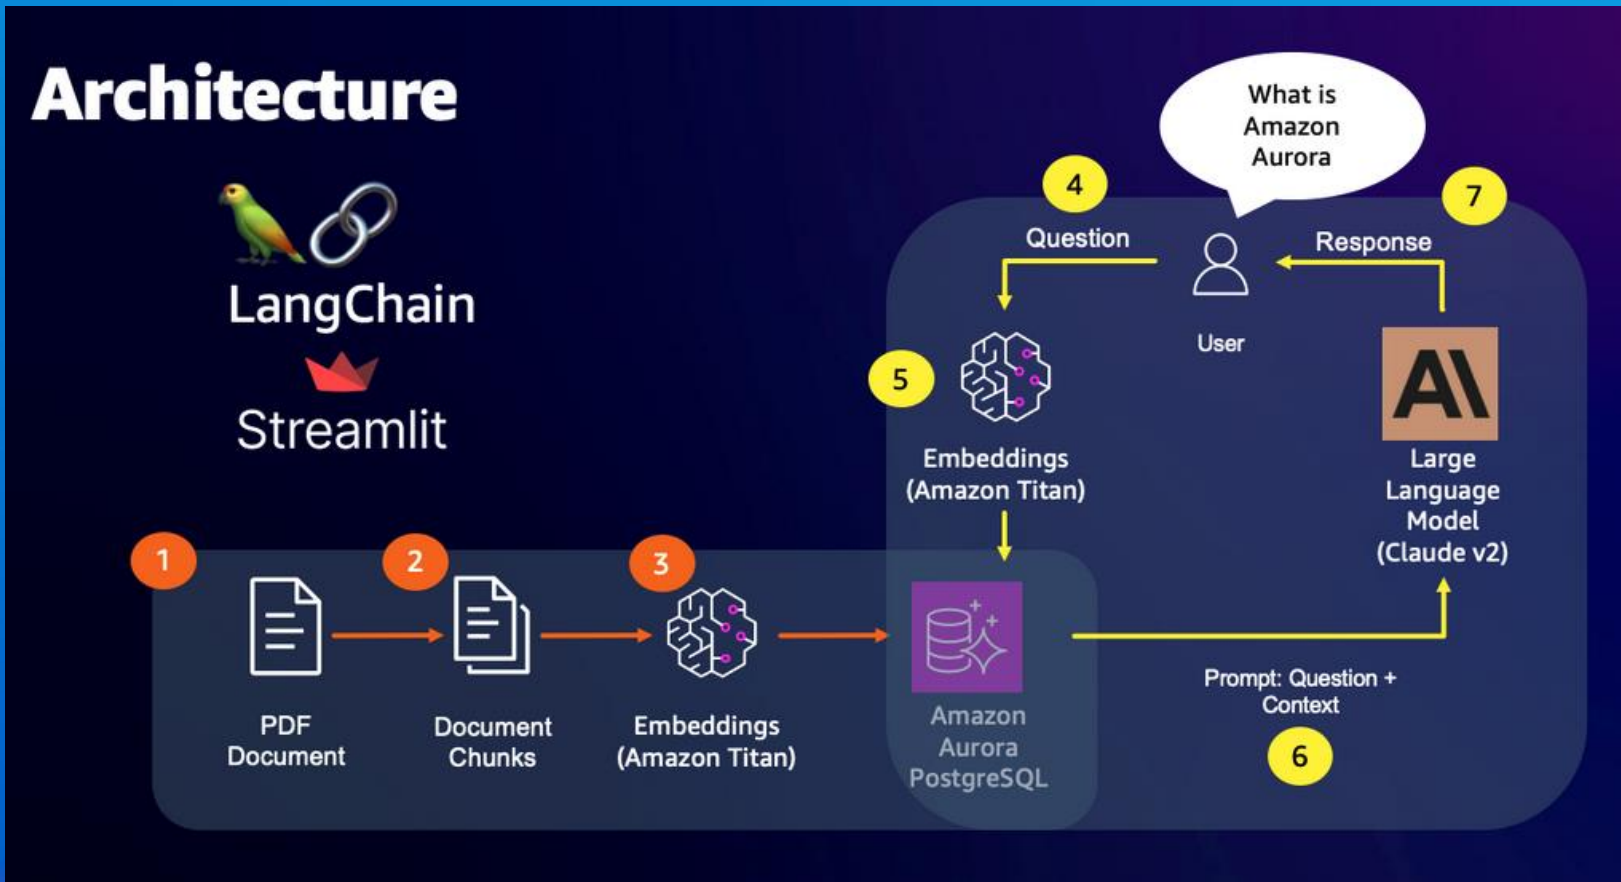 Architecture
LangChain
Streamlit
What is
Amazon
Aurora
4
7
Question
Response
User
5
Embeddings
(Amazon Titan)
AI
Large
Language
Model
(Claude v2)
1
2
3
PDF
Document
Document
Chunks
Embeddings
(Amazon Titan)
Amazon
Aurora
PostgreSQL
Prompt: Question +
Context
6